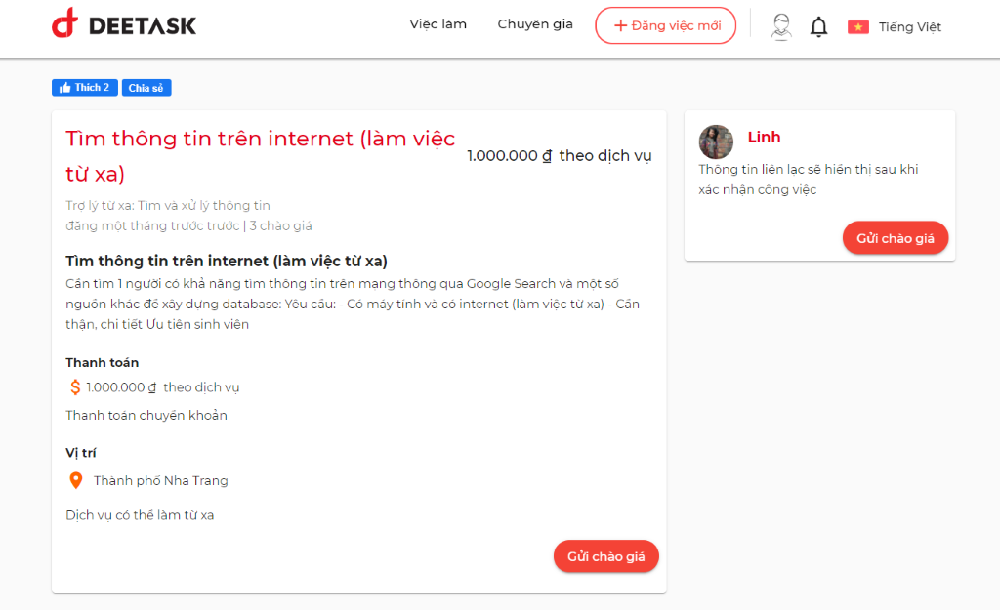 DEETASK
Việc làm
Chuyên gia
+ Đăng việc mới
Tiếng Việt
Thích 2
Chia sẻ
Tìm thông tin trên internet (làm việc
từ xa)
1.000.000 ₫ theo dịch vụ
Trợ lý từ xa: Tìm và xử lý thông tin
đăng một tháng trước trước | 3 chào giá
Tìm thông tin trên internet (làm việc từ xa)
Cần tìm 1 người có khả năng tìm thông tin trên mạng thông qua Google Search và một số
nguồn khác để xây dựng database: Yêu cầu: - Có máy tính và có internet (làm việc từ xa) - Cẩn
thận, chi tiết Ưu tiên sinh viên
Thanh toán
$ 1.000.000 ₫ theo dịch vụ
Thanh toán chuyển khoản
Vị trí
Thành phố Nha Trang
Dịch vụ có thể làm từ xa
Gửi chào giá
Linh
Thông tin liên lạc sẽ hiển thị sau khi
xác nhận công việc
Gửi chào giá